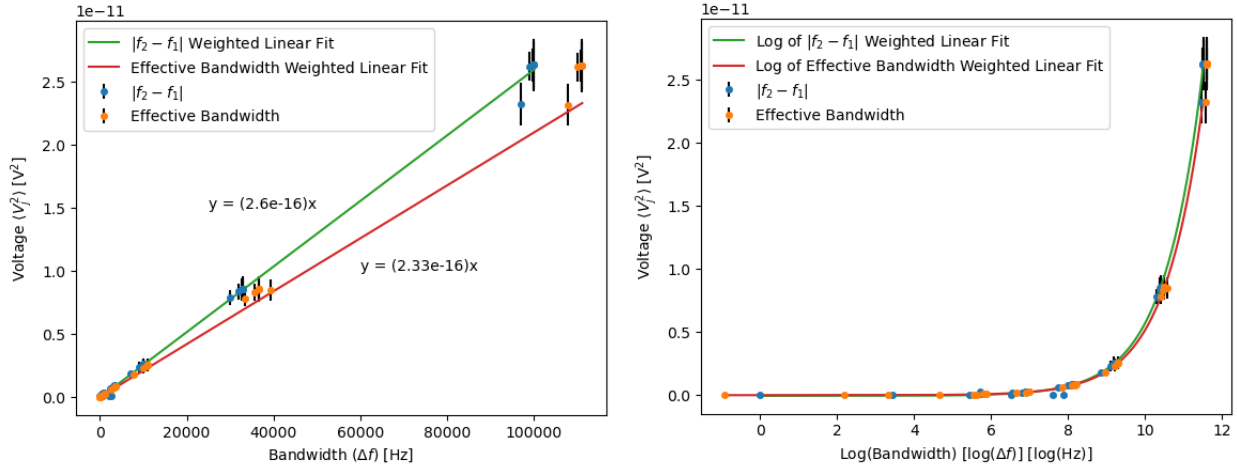 1e−11
|f₂ − f₁| Weighted Linear Fit
Effective Bandwidth Weighted Linear Fit
|f₂ − f₁|
Effective Bandwidth
2.5
2.0
1.5
1.0
0.5
0.0
Voltage ⟨V_j²⟩ [V²]
y = (2.6e-16)x
y = (2.33e-16)x
0
20000
40000
60000
80000
100000
Bandwidth (Δf) [Hz]
1e−11
Log of |f₂ − f₁| Weighted Linear Fit
Log of Effective Bandwidth Weighted Linear Fit
|f₂ − f₁|
Effective Bandwidth
2.5
2.0
1.5
1.0
0.5
0.0
Voltage ⟨V_j²⟩ [V²]
0
2
4
6
8
10
12
Log(Bandwidth) [log(Δf)] [log(Hz)]